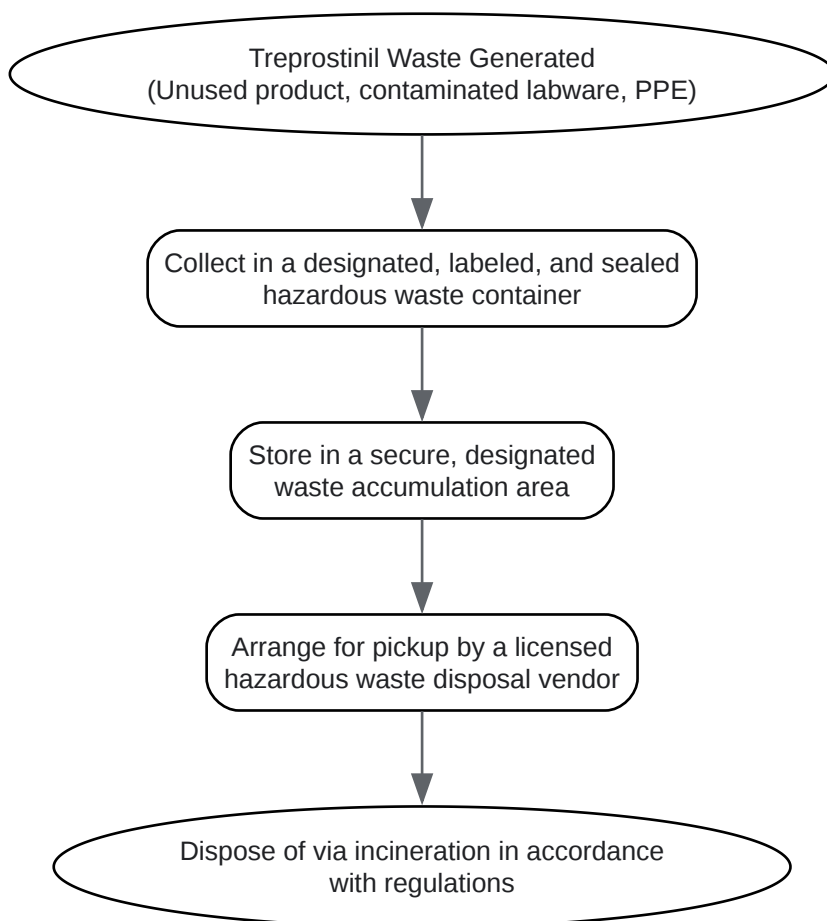 Treprostinil Waste Generated
(Unused product, contaminated labware, PPE)
Collect in a designated, labeled, and sealed
hazardous waste container
Store in a secure, designated
waste accumulation area
Arrange for pickup by a licensed
hazardous waste disposal vendor
Dispose of via incineration in accordance
with regulations